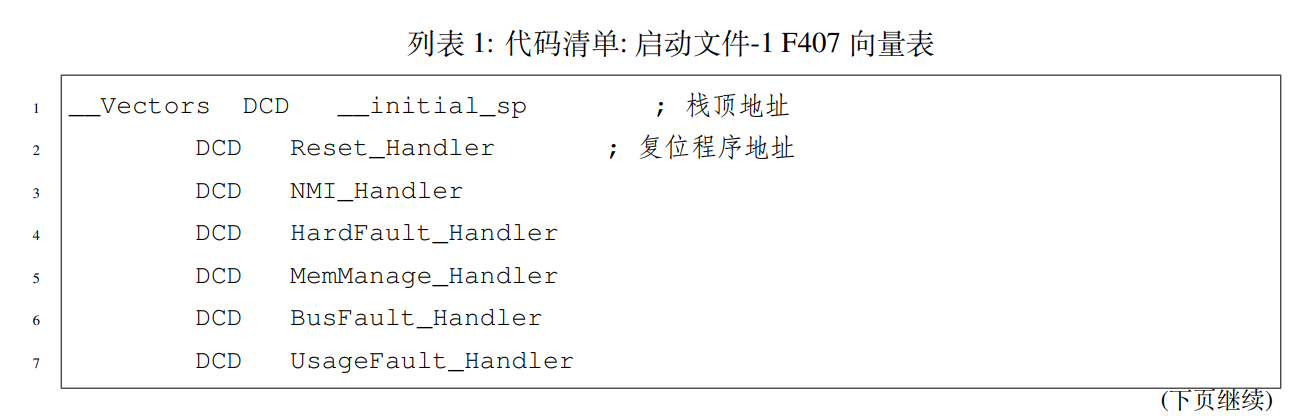 列表 1: 代码清单: 启动文件-1 F407 向量表
1 __Vectors DCD __initial_sp ; 栈顶地址
2 DCD Reset_Handler ; 复位程序地址
3 DCD NMI_Handler
4 DCD HardFault_Handler
5 DCD MemManage_Handler
6 DCD BusFault_Handler
7 DCD UsageFault_Handler
(下页继续)